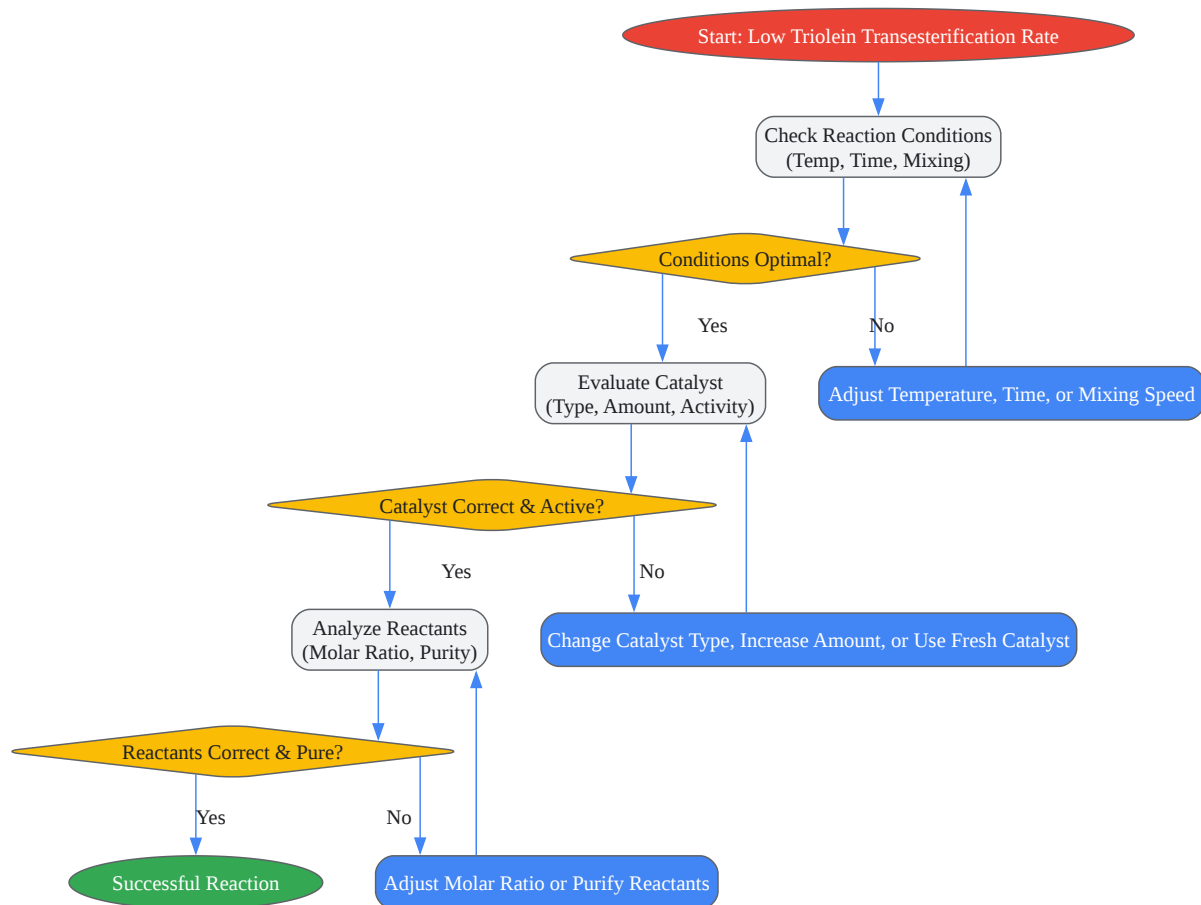 Start: Low Triolein Transesterification Rate
Check Reaction Conditions
(Temp, Time, Mixing)
Conditions Optimal?
Yes
No
Evaluate Catalyst
(Type, Amount, Activity)
Adjust Temperature, Time, or Mixing Speed
Catalyst Correct & Active?
Yes
No
Analyze Reactants
(Molar Ratio, Purity)
Change Catalyst Type, Increase Amount, or Use Fresh Catalyst
Reactants Correct & Pure?
Yes
No
Successful Reaction
Adjust Molar Ratio or Purify Reactants